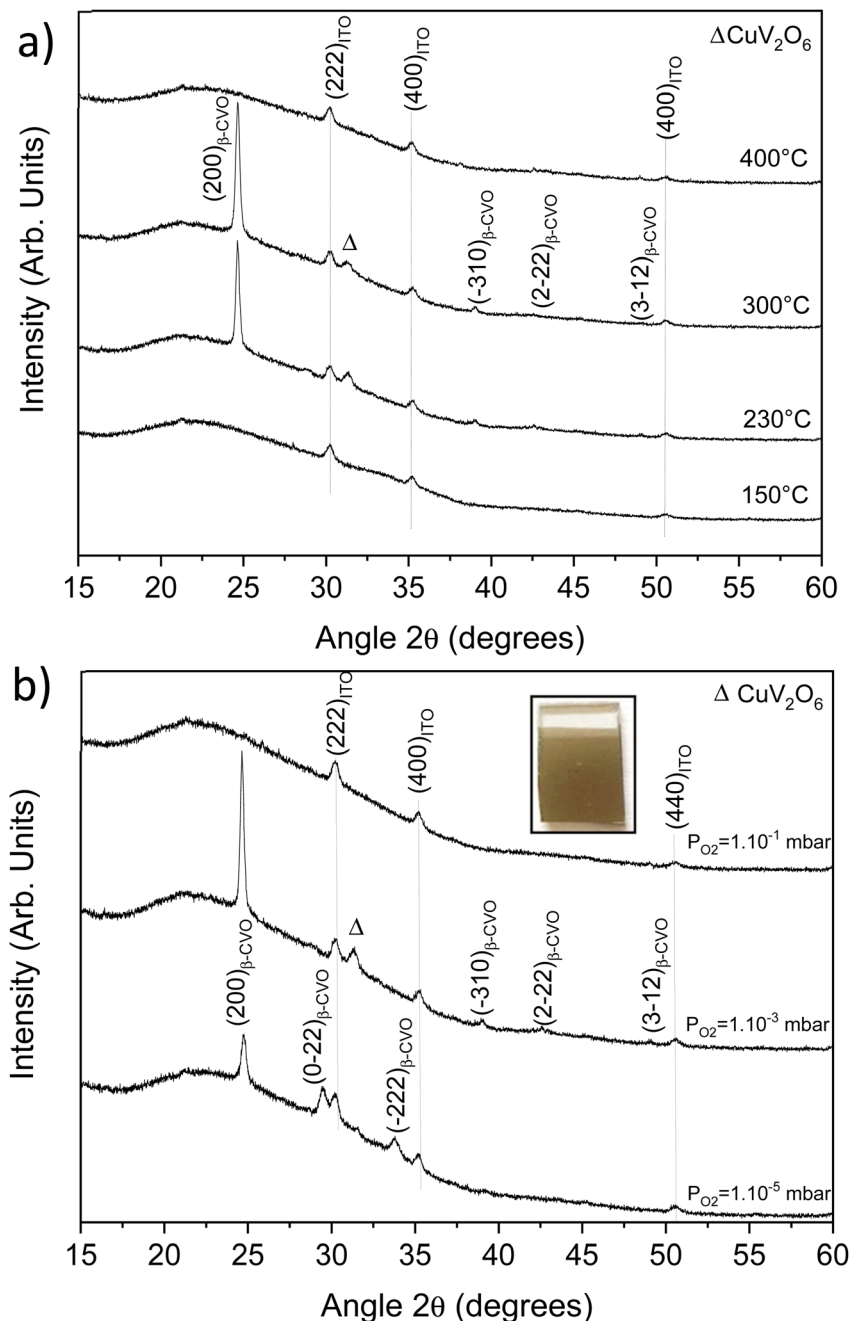 a)
ΔCuV₂O₆
(222)ITO
(400)ITO
(400)ITO
400°C
(200)β-CVO
Δ
(-310)β-CVO
(2-22)β-CVO
(3-12)β-CVO
300°C
230°C
150°C
Intensity (Arb. Units)
15 20 25 30 35 40 45 50 55 60
Angle 2θ (degrees)
b)
Δ CuV₂O₆
(222)ITO
(400)ITO
(440)ITO
P_O2=1.10⁻¹ mbar
Δ
(-310)β-CVO
(2-22)β-CVO
(3-12)β-CVO
P_O2=1.10⁻³ mbar
(200)β-CVO
(0-22)β-CVO
(-222)β-CVO
P_O2=1.10⁻⁵ mbar
Intensity (Arb. Units)
15 20 25 30 35 40 45 50 55 60
Angle 2θ (degrees)